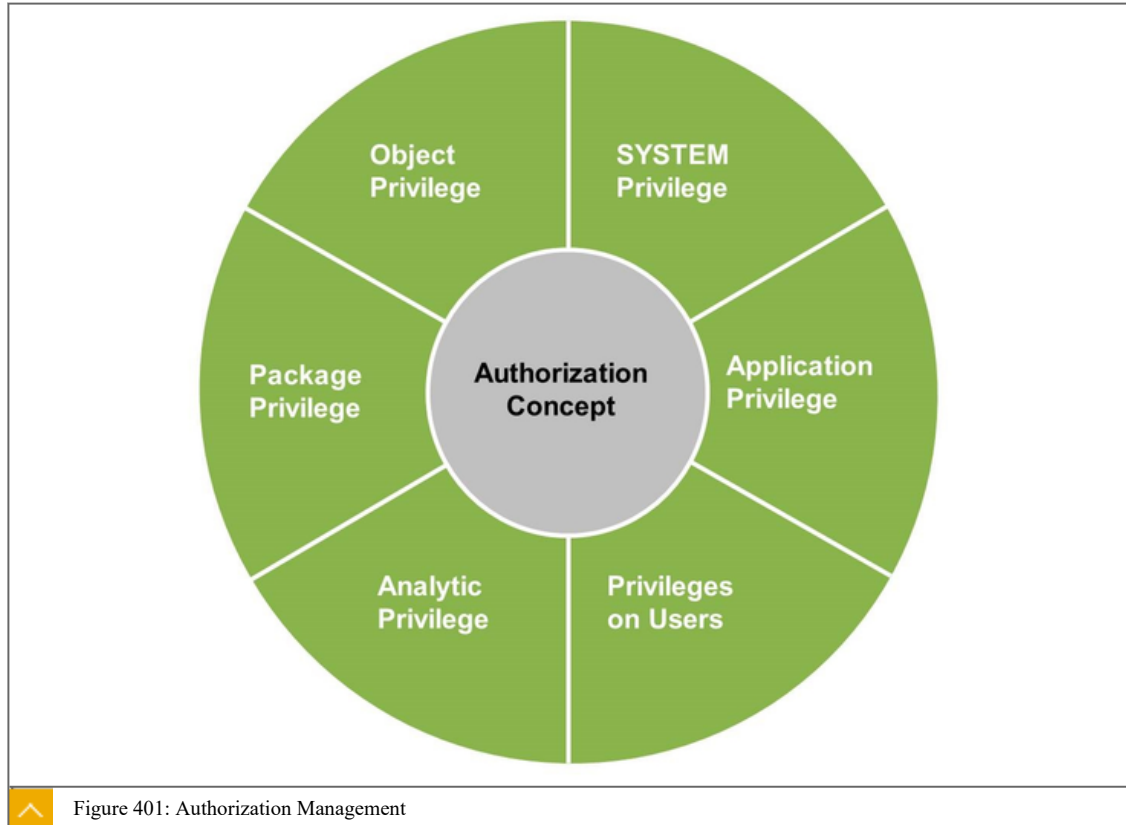 Object
Privilege
SYSTEM
Privilege
Package
Privilege
Authorization
Concept
Application
Privilege
Analytic
Privilege
Privileges
on Users
Figure 401: Authorization Management